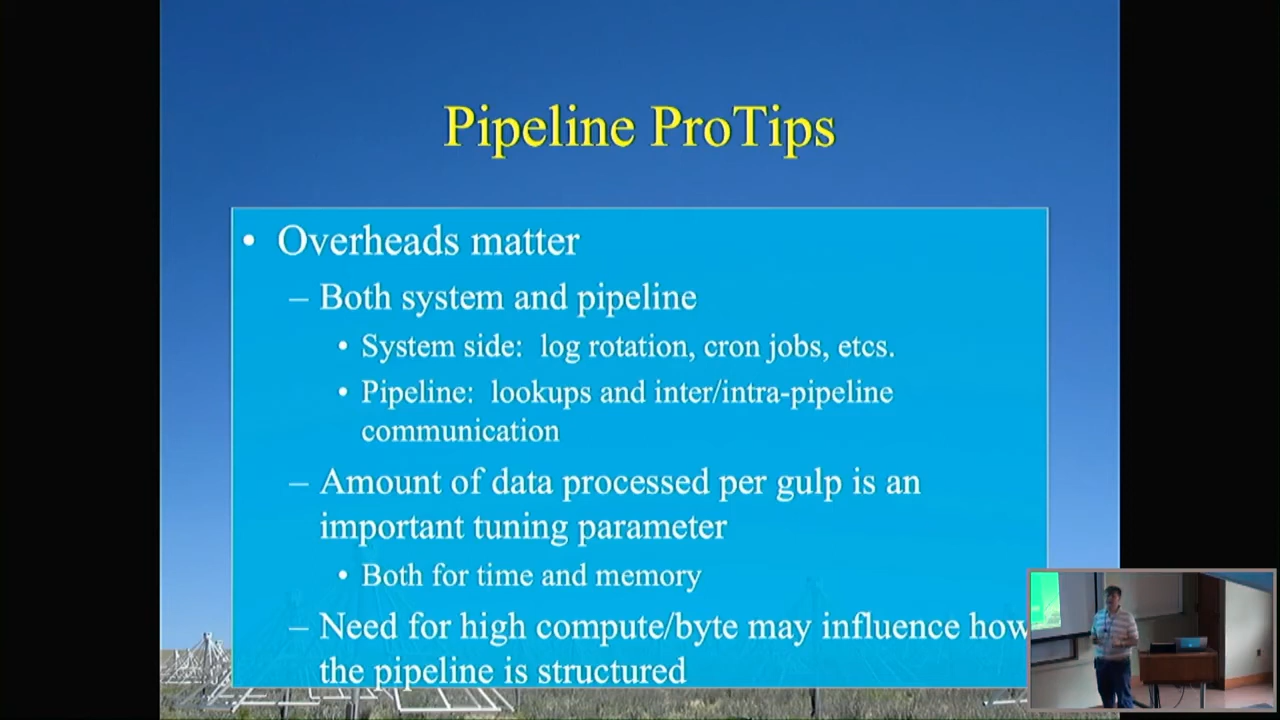 Pipeline ProTips
• Overheads matter
– Both system and pipeline
• System side: log rotation, cron jobs, etcs.
• Pipeline: lookups and inter/intra-pipeline
communication
– Amount of data processed per gulp is an
important tuning parameter
• Both for time and memory
– Need for high compute/byte may influence how
the pipeline is structured